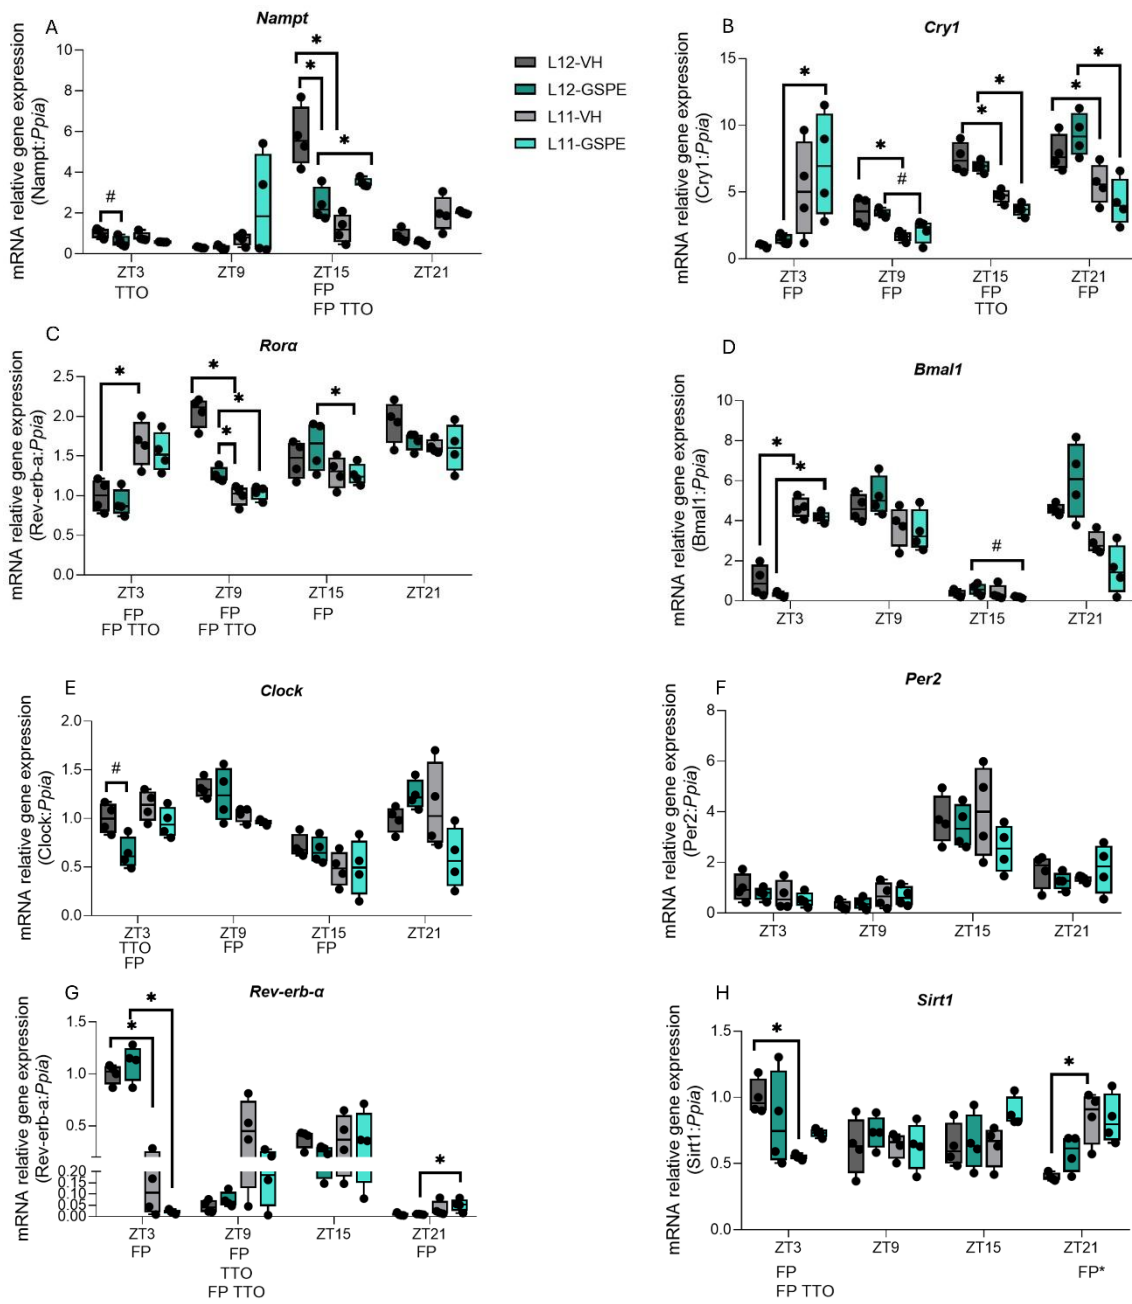 A
Nampt
mRNA relative gene expression
(Nampt:Ppia)
10
8
6
4
2
0
#
*
*
*
ZT3
ZT9
ZT15
ZT21
TTO
FP
FP TTO
L12-VH
L12-GSPE
L11-VH
L11-GSPE
B
Cry1
mRNA relative gene expression
(Cry1:Ppia)
15
10
5
0
*
*
#
*
*
*
*
ZT3
ZT9
ZT15
ZT21
FP
FP
FP
FP
TTO
C
Rorα
mRNA relative gene expression
(Rev-erb-a:Ppia)
2.5
2.0
1.5
1.0
0.5
0.0
*
*
*
*
*
ZT3
ZT9
ZT15
ZT21
FP
FP
FP
FP TTO
FP TTO
D
Bmal1
mRNA relative gene expression
(Bmal1:Ppia)
10
8
6
4
2
0
*
*
#
ZT3
ZT9
ZT15
ZT21
E
Clock
mRNA relative gene expression
(Clock:Ppia)
2.0
1.5
1.0
0.5
0.0
#
ZT3
ZT9
ZT15
ZT21
TTO
FP
FP
FP
F
Per2
mRNA relative gene expression
(Per2:Ppia)
8
6
4
2
0
ZT3
ZT9
ZT15
ZT21
G
Rev-erb-α
mRNA relative gene expression
(Rev-erb-a:Ppia)
1.5
1.0
0.5
0.20
0.15
0.10
0.05
0.00
*
*
*
ZT3
ZT9
ZT15
ZT21
FP
FP
FP
TTO
FP TTO
H
Sirt1
mRNA relative gene expression
(Sirt1:Ppia)
1.5
1.0
0.5
0.0
*
*
ZT3
ZT9
ZT15
ZT21
FP
FP*
FP TTO